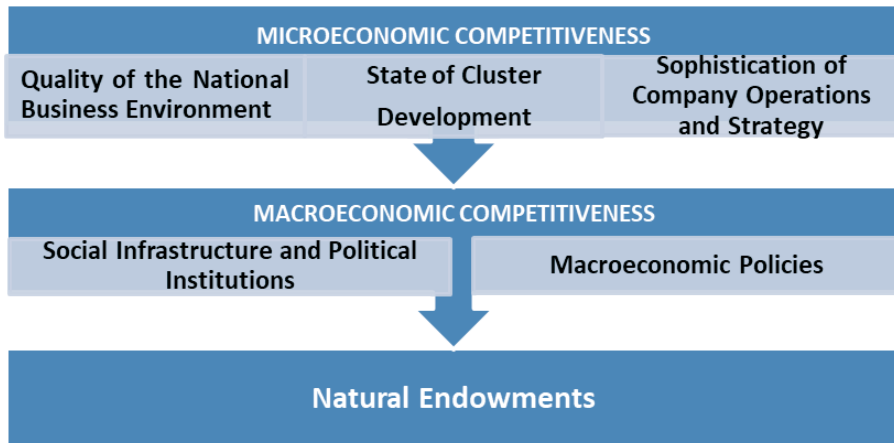 MICROECONOMIC COMPETITIVENESS
Quality of the National
Business Environment
State of Cluster
Development
Sophistication of
Company Operations
and Strategy
MACROECONOMIC COMPETITIVENESS
Social Infrastructure and Political
Institutions
Macroeconomic Policies
Natural Endowments